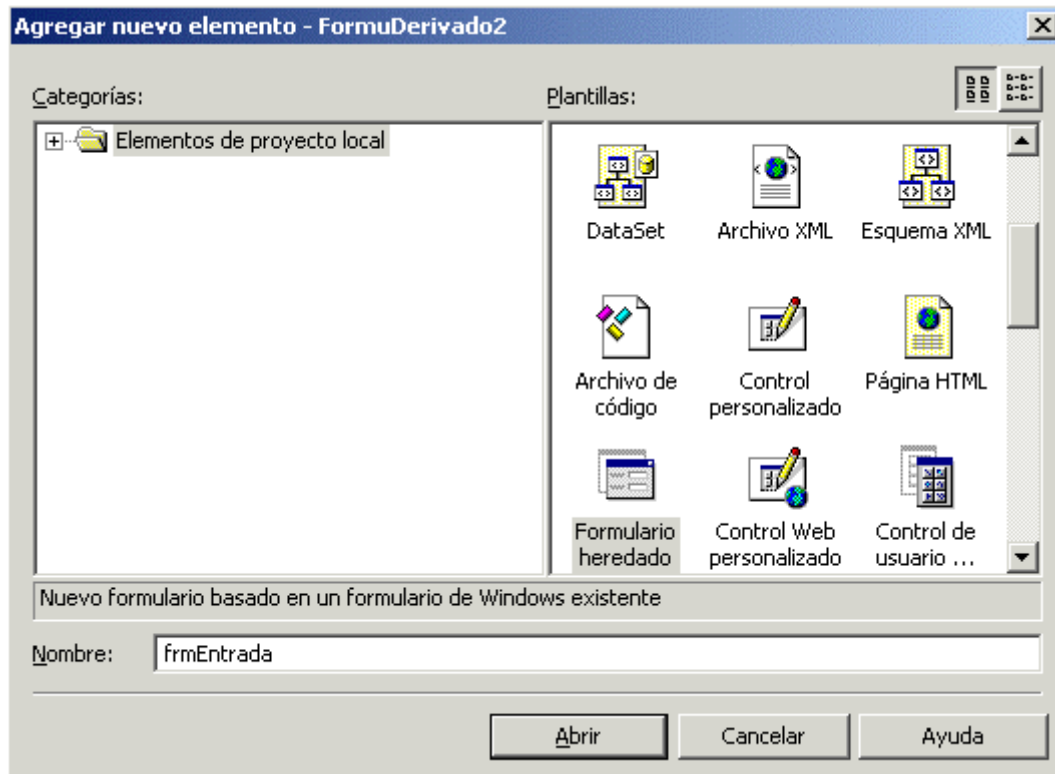 Agregar nuevo elemento - FormuDerivado2
Categorías:
Plantillas:
Elementos de proyecto local
DataSet
Archivo XML
Esquema XML
Archivo de
código
Control
personalizado
Página HTML
Formulario
heredado
Control Web
personalizado
Control de
usuario ...
Nuevo formulario basado en un formulario de Windows existente
Nombre:
frmEntrada
Abrir
Cancelar
Ayuda